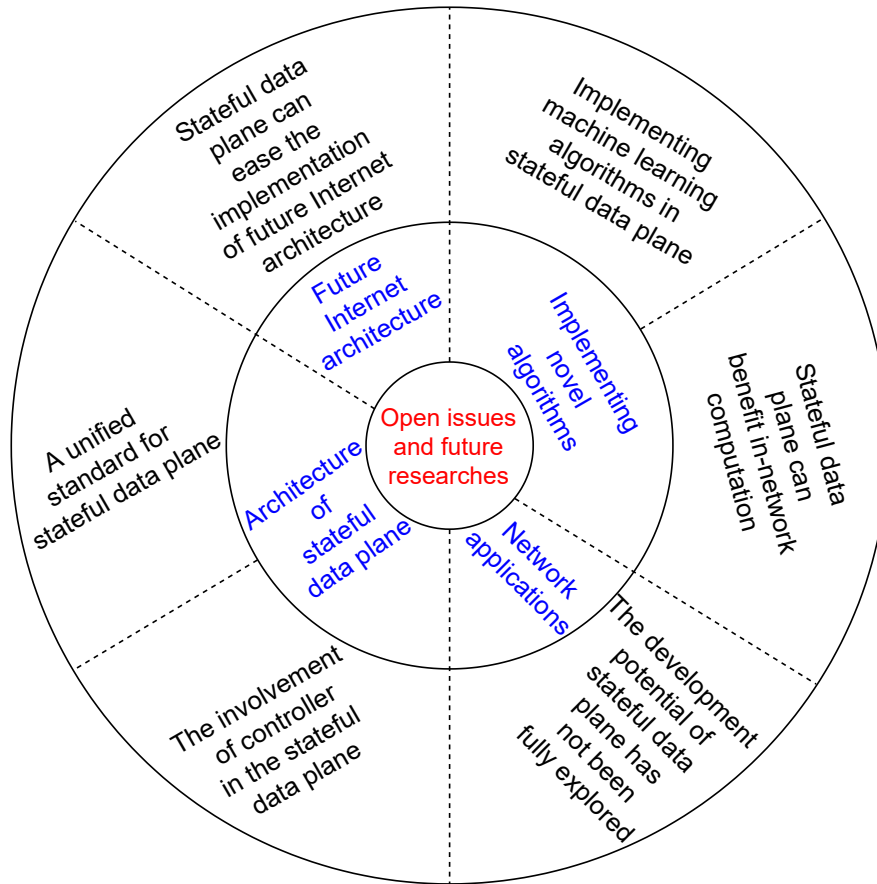 Stateful data
plane can
ease the
implementation
of future Internet
architecture
Implementing
machine learning
algorithms in
stateful data plane
Future
Internet
architecture
Implementing
novel
algorithms
Open issues
and future
researches
Stateful data
plane can
benefit in-network
computation
A unified
standard for
stateful data plane
Architecture
of
stateful
data plane
Network
applications
The involvement
of controller
in the stateful
data plane
The development
potential of
stateful data
plane has
not been
fully explored